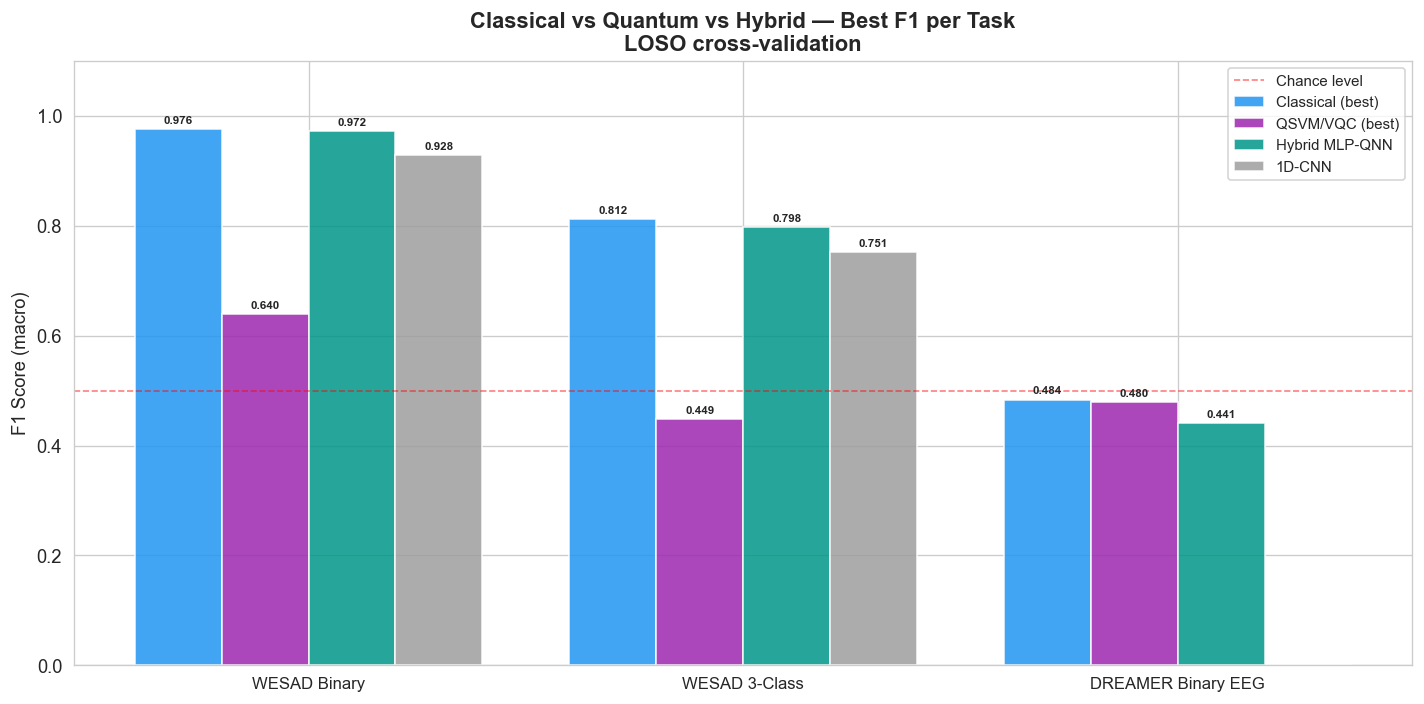 Classical vs Quantum vs Hybrid — Best F1 per Task
LOSO cross-validation
Chance level
Classical (best)
QSVM/VQC (best)
Hybrid MLP-QNN
1D-CNN
F1 Score (macro)
1.0
0.8
0.6
0.4
0.2
0.0
0.976
0.640
0.972
0.928
0.812
0.449
0.798
0.751
0.484
0.480
0.441
WESAD Binary
WESAD 3-Class
DREAMER Binary EEG